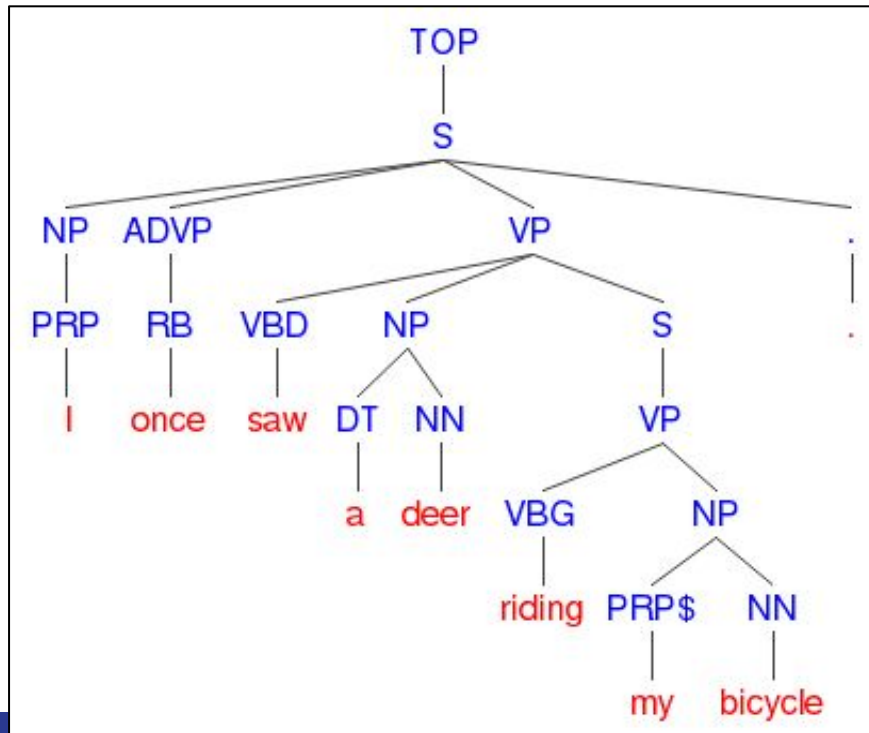 TOP
S
NP ADVP VP .
PRP RB VBD NP S .
I once saw DT NN VP
a deer VBG NP
riding PRP$ NN
my bicycle